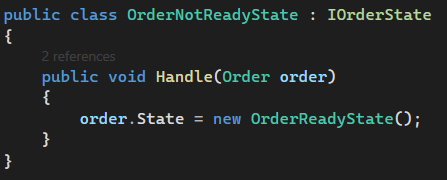 public class OrderNotReadyState : IOrderState
{
2 references
public void Handle(Order order)
{
order.State = new OrderReadyState();
}
}